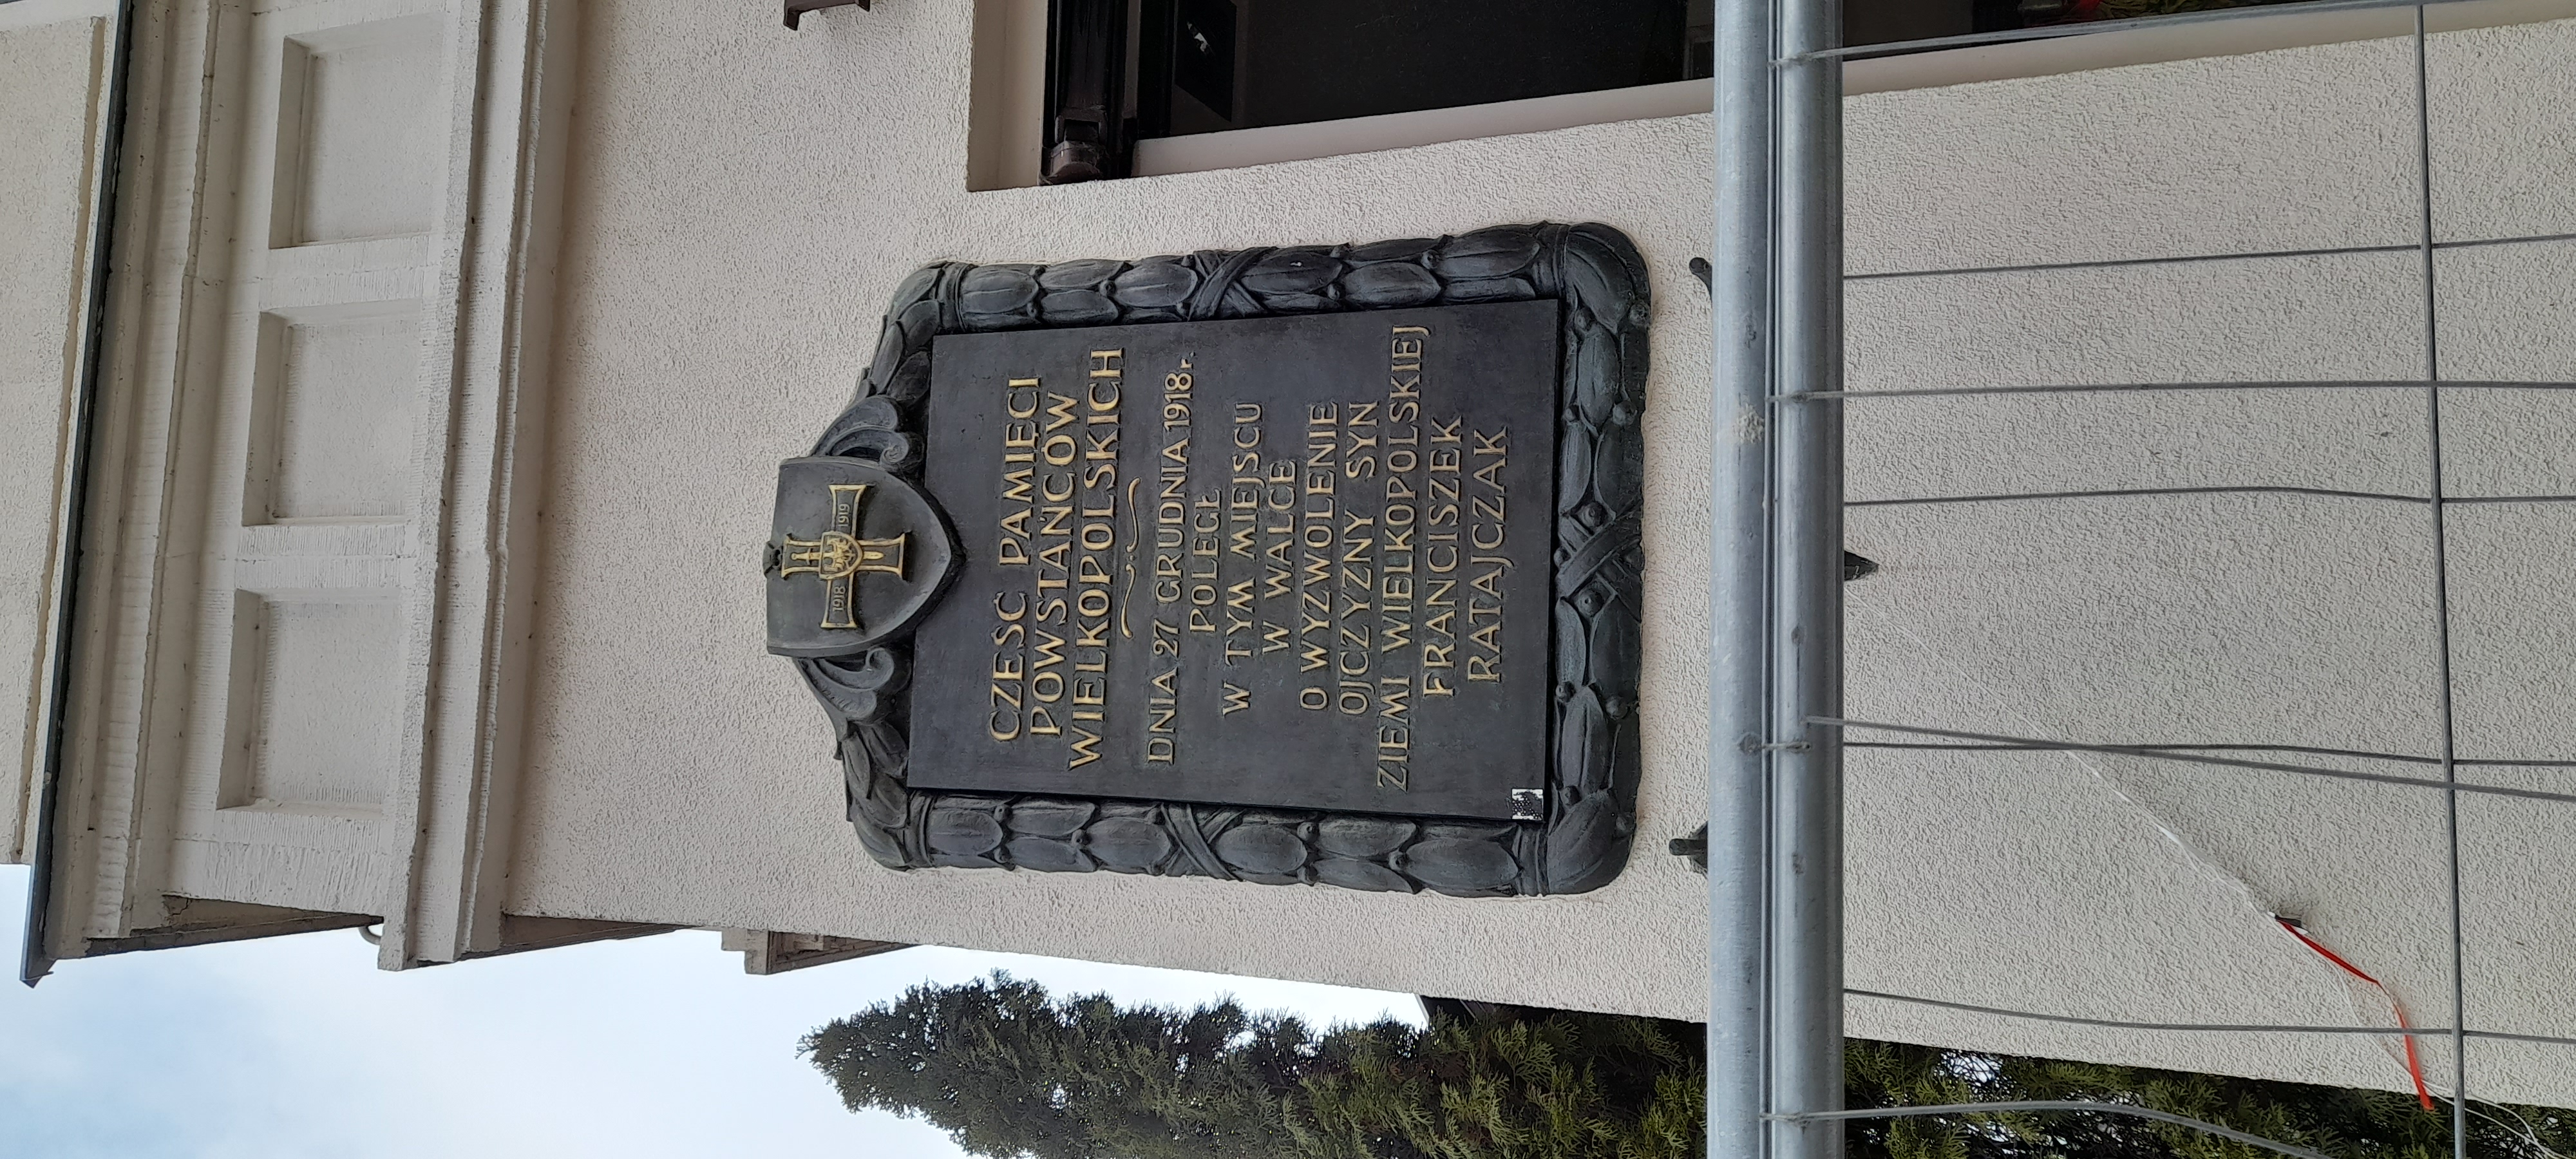 1918 1919
CZEŚĆ PAMIĘCI
POWSTAŃCÓW
WIELKOPOLSKICH
DNIA 27 GRUDNIA 1918r.
POLEGŁ
W TYM MIEJSCU
W WALCE
O WYZWOLENIE
OJCZYZNY SYN
ZIEMI WIELKOPOLSKIEJ
FRANCISZEK
RATAJCZAK